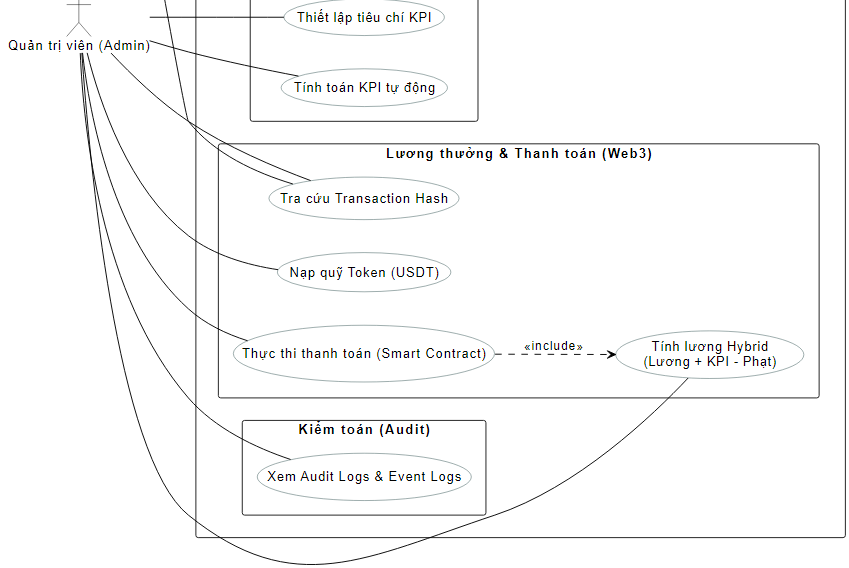 Thiết lập tiêu chí KPI
Quản trị viên (Admin)
Tính toán KPI tự động
Lương thưởng & Thanh toán (Web3)
Tra cứu Transaction Hash
Nạp quỹ Token (USDT)
Thực thi thanh toán (Smart Contract)
«include»
Tính lương Hybrid
(Lương + KPI - Phạt)
Kiểm toán (Audit)
Xem Audit Logs & Event Logs